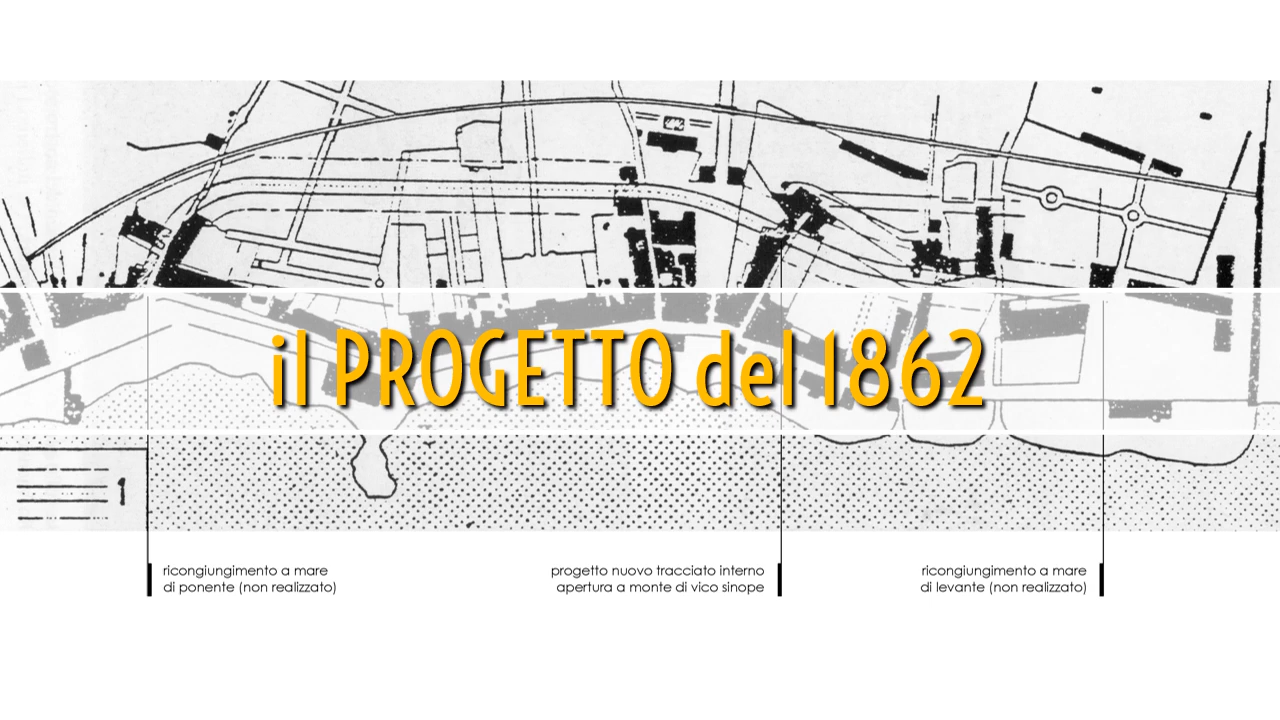 il PROGETTO del 1862
1
ricongiungimento a mare
di ponente (non realizzato)
progetto nuovo tracciato interno
apertura a monte di vico sinope
ricongiungimento a mare
di levante (non realizzato)